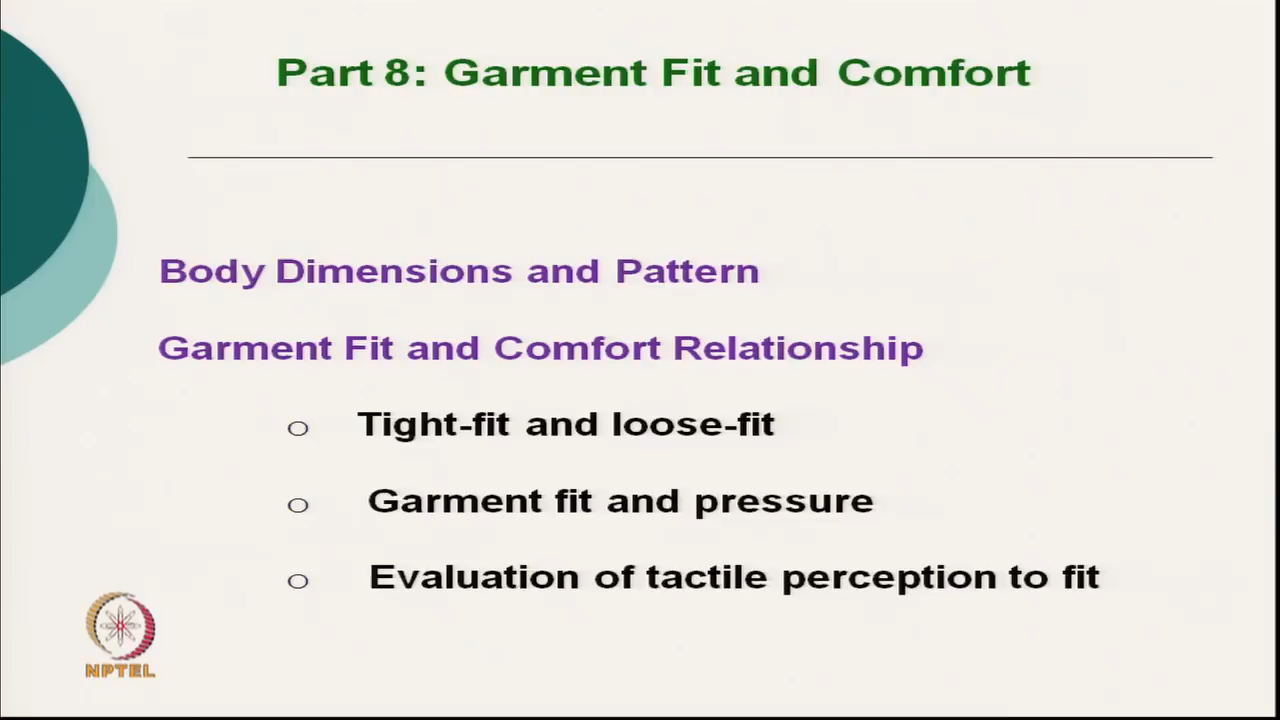 Part 8: Garment Fit and Comfort
Body Dimensions and Pattern
Garment Fit and Comfort Relationship
Tight-fit and loose-fit
Garment fit and pressure
Evaluation of tactile perception to fit
NPTEL